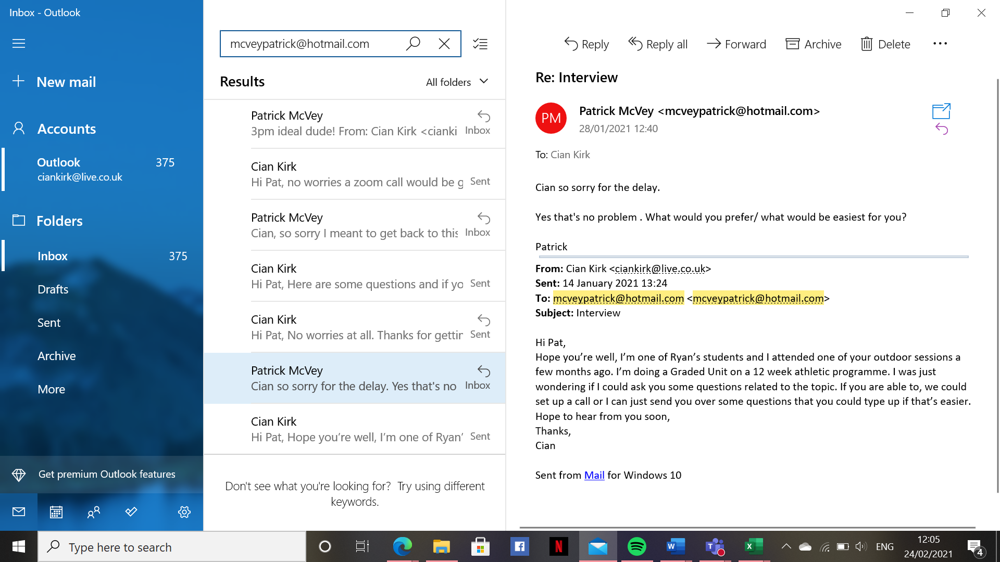 Inbox - Outlook
New mail
Accounts
Outlook 375
ciankirk@live.co.uk
Folders
Inbox 375
Drafts
Sent
Archive
More
Get premium Outlook features
mcveypatrick@hotmail.com
Results All folders
Patrick McVey
3pm ideal dude! From: Cian Kirk <cianki Inbox
Cian Kirk
Hi Pat, no worries a zoom call would be g Sent
Patrick McVey
Cian, so sorry I meant to get back to this Inbox
Cian Kirk
Hi Pat, Here are some questions and if yo Sent
Cian Kirk
Hi Pat, No worries at all. Thanks for gettin Sent
Patrick McVey
Cian so sorry for the delay. Yes that's no Inbox
Cian Kirk
Hi Pat, Hope you’re well, I’m one of Ryan’ Sent
Don't see what you're looking for? Try using different
keywords.
Reply Reply all Forward Archive Delete
Re: Interview
PM
Patrick McVey <mcveypatrick@hotmail.com>
28/01/2021 12:40
To: Cian Kirk
Cian so sorry for the delay.
Yes that's no problem . What would you prefer/ what would be easiest for you?
Patrick
From: Cian Kirk <ciankirk@live.co.uk>
Sent: 14 January 2021 13:24
To: mcveypatrick@hotmail.com <mcveypatrick@hotmail.com>
Subject: Interview
Hi Pat,
Hope you’re well, I’m one of Ryan’s students and I attended one of your outdoor sessions a
few months ago. I’m doing a Graded Unit on a 12 week athletic programme. I was just
wondering if I could ask you some questions related to the topic. If you are able to, we could
set up a call or I can just send you over some questions that you could type up if that’s easier.
Hope to hear from you soon,
Thanks,
Cian
Sent from Mail for Windows 10
Type here to search
N
W
T
X
ENG
12:05
24/02/2021
4